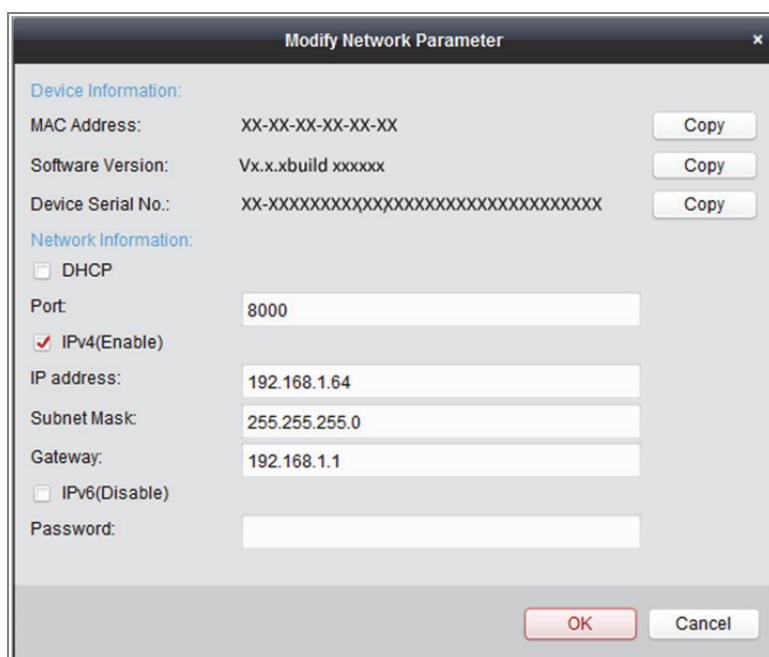 Modify Network Parameter ×
Device Information:
MAC Address: XX-XX-XX-XX-XX-XX Copy
Software Version: Vx.x.xbuild xxxxxx Copy
Device Serial No.: XX-XXXXXXXXXXXXXXXXXXXXXXXXXXXXXXXXX Copy
Network Information:
DHCP
Port: 8000
IPv4(Enable)
IP address: 192.168.1.64
Subnet Mask: 255.255.255.0
Gateway: 192.168.1.1
IPv6(Disable)
Password:
OK Cancel